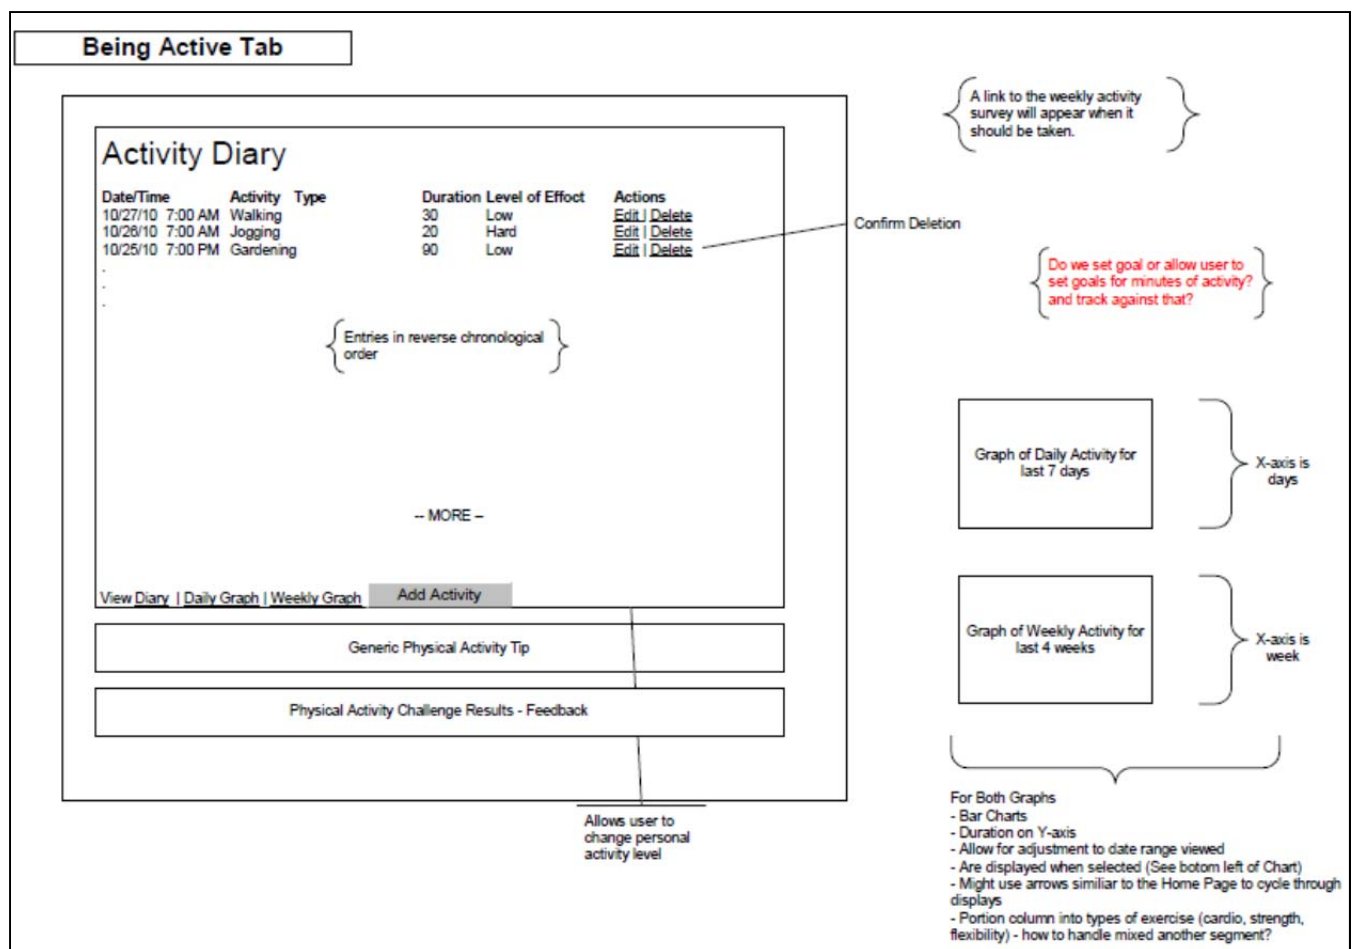 Being Active Tab
A link to the weekly activity
survey will appear when it
should be taken.
Activity Diary
Date/Time Activity Type Duration Level of Effoct Actions
10/27/10 7:00 AM Walking 30 Low Edit | Delete
10/26/10 7:00 AM Jogging 20 Hard Edit | Delete
10/25/10 7:00 PM Gardening 90 Low Edit | Delete
.
.
.
Confirm Deletion
Do we set goal or allow user to
set goals for minutes of activity?
and track against that?
Entries in reverse chronological
order
Graph of Daily Activity for
last 7 days
X-axis is
days
-- MORE –
View Diary | Daily Graph | Weekly Graph Add Activity
Generic Physical Activity Tip
Graph of Weekly Activity for
last 4 weeks
X-axis is
week
Physical Activity Challenge Results - Feedback
Allows user to
change personal
activity level
For Both Graphs
- Bar Charts
- Duration on Y-axis
- Allow for adjustment to date range viewed
- Are displayed when selected (See botom left of Chart)
- Might use arrows similiar to the Home Page to cycle through
displays
- Portion column into types of exercise (cardio, strength,
flexibility) - how to handle mixed another segment?